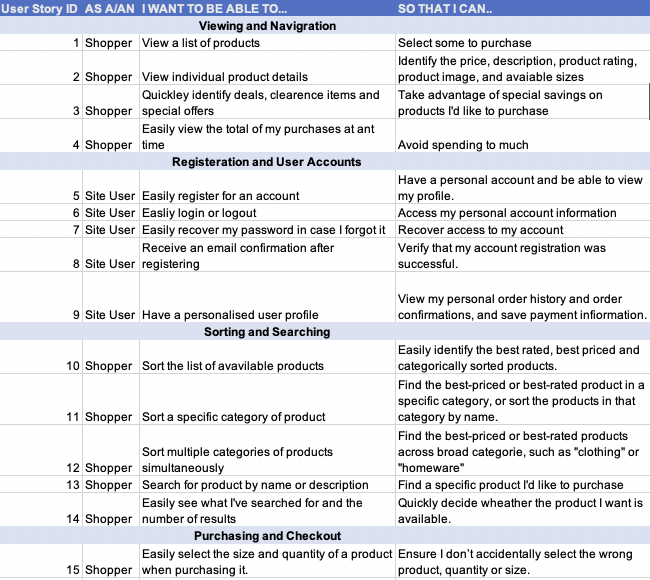 User Story ID AS A/AN I WANT TO BE ABLE TO... SO THAT I CAN..
Viewing and Navigration
1 Shopper View a list of products Select some to purchase
Identify the price, description, product rating,
2 Shopper View individual product details product image, and avaiable sizes
Quickley identify deals, clearence items and Take advantage of special savings on
3 Shopper special offers products I'd like to purchase
Easily view the total of my purchases at ant
4 Shopper time Avoid spending to much
Registeration and User Accounts
Have a personal account and be able to view
5 Site User Easily register for an account my profile.
6 Site User Easliy login or logout Access my personal account information
7 Site User Easily recover my password in case I forgot it Recover access to my account
Receive an email confirmation after Verify that my account registration was
8 Site User registering successful.
View my personal order history and order
9 Site User Have a personalised user profile confirmations, and save payment information.
Sorting and Searching
Easily identify the best rated, best priced and
10 Shopper Sort the list of avavilable products categorically sorted products.
Find the best-priced or best-rated product in a
specific category, or sort the products in that
11 Shopper Sort a specific category of product category by name.
Find the best-priced or best-rated products
Sort multiple categories of products across broad categorie, such as "clothing" or
12 Shopper simultaneously "homeware"
13 Shopper Search for product by name or description Find a specific product I'd like to purchase
Easily see what I've searched for and the Quickly decide wheather the product I want is
14 Shopper number of results available.
Purchasing and Checkout
Easily select the size and quantity of a product Ensure I don't accidentally select the wrong
15 Shopper when purchasing it. product, quantity or size.